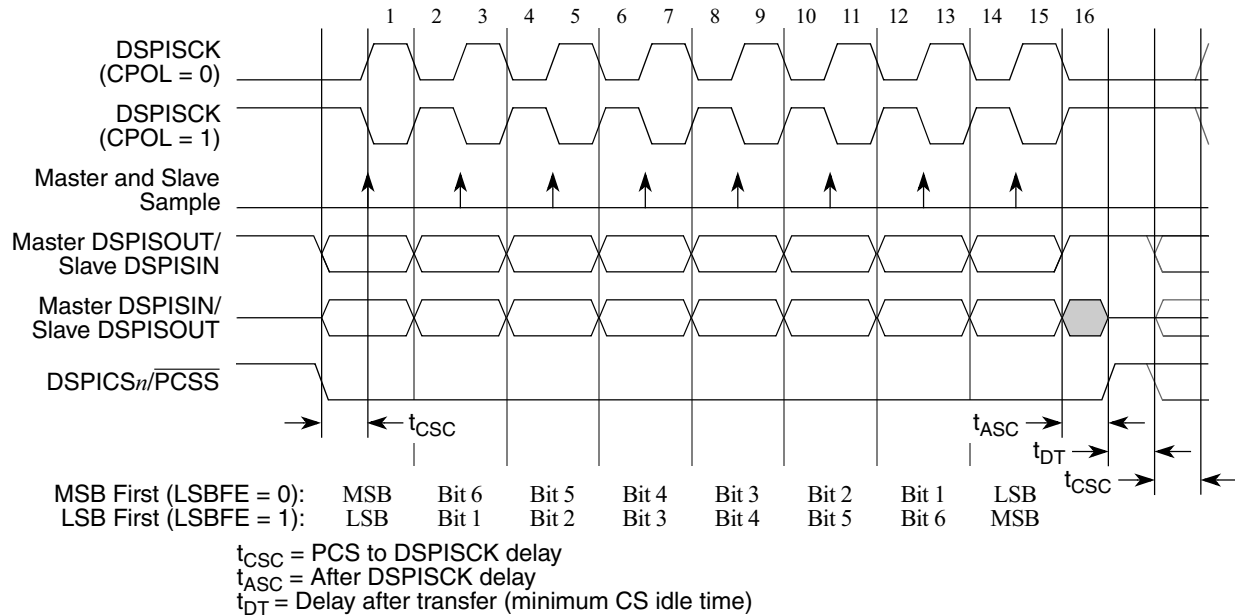 1 2 3 4 5 6 7 8 9 10 11 12 13 14 15 16
DSPISCK
(CPOL = 0)
DSPISCK
(CPOL = 1)
Master and Slave
Sample
Master DSPISOUT/
Slave DSPISIN
Master DSPISIN/
Slave DSPISOUT
DSPICSn/PCSS
tCSC
tASC
tDT
tCSC
MSB First (LSBFE = 0): MSB Bit 6 Bit 5 Bit 4 Bit 3 Bit 2 Bit 1 LSB
LSB First (LSBFE = 1): LSB Bit 1 Bit 2 Bit 3 Bit 4 Bit 5 Bit 6 MSB
tCSC = PCS to DSPISCK delay
tASC = After DSPISCK delay
tDT = Delay after transfer (minimum CS idle time)